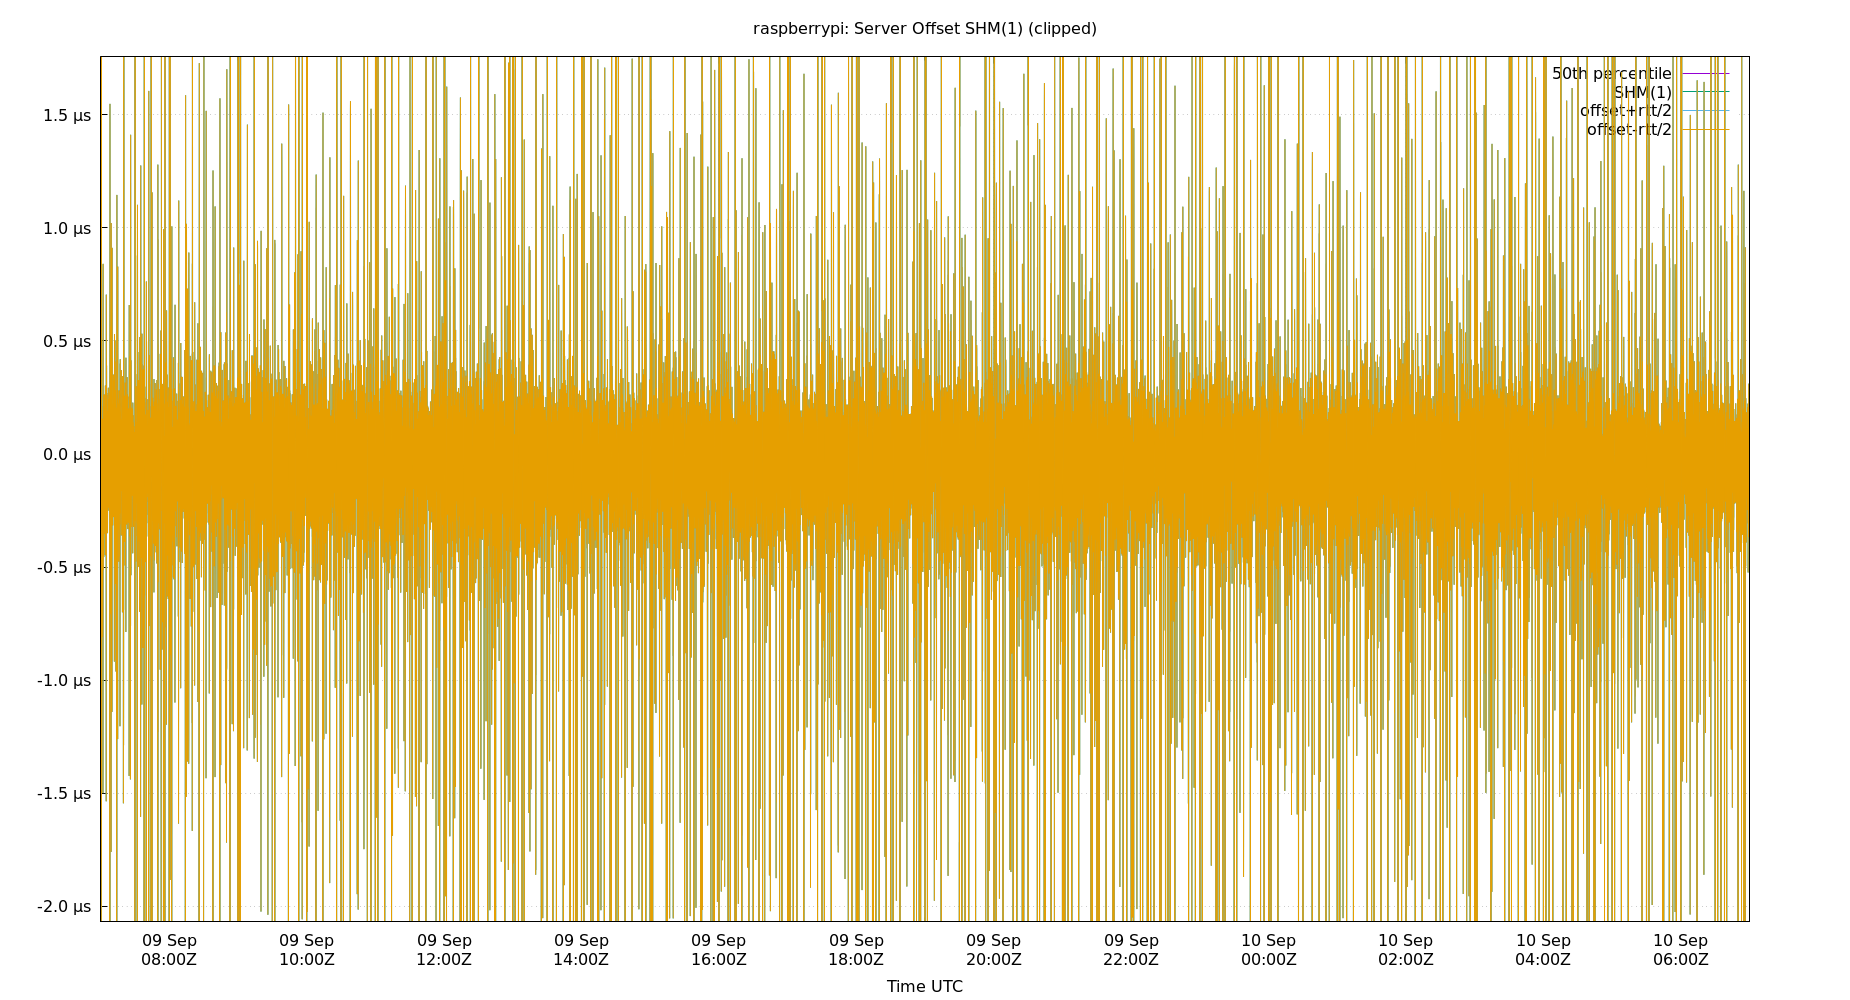 raspberrypi: Server Offset SHM(1) (clipped)
50th percentile
SHM(1)
offset+rtt/2
offset-rtt/2
1.5 µs
1.0 µs
0.5 µs
0.0 µs
-0.5 µs
-1.0 µs
-1.5 µs
-2.0 µs
09 Sep 09 Sep 09 Sep 09 Sep 09 Sep 09 Sep 09 Sep 09 Sep 10 Sep 10 Sep 10 Sep 10 Sep
08:00Z 10:00Z 12:00Z 14:00Z 16:00Z 18:00Z 20:00Z 22:00Z 00:00Z 02:00Z 04:00Z 06:00Z
Time UTC